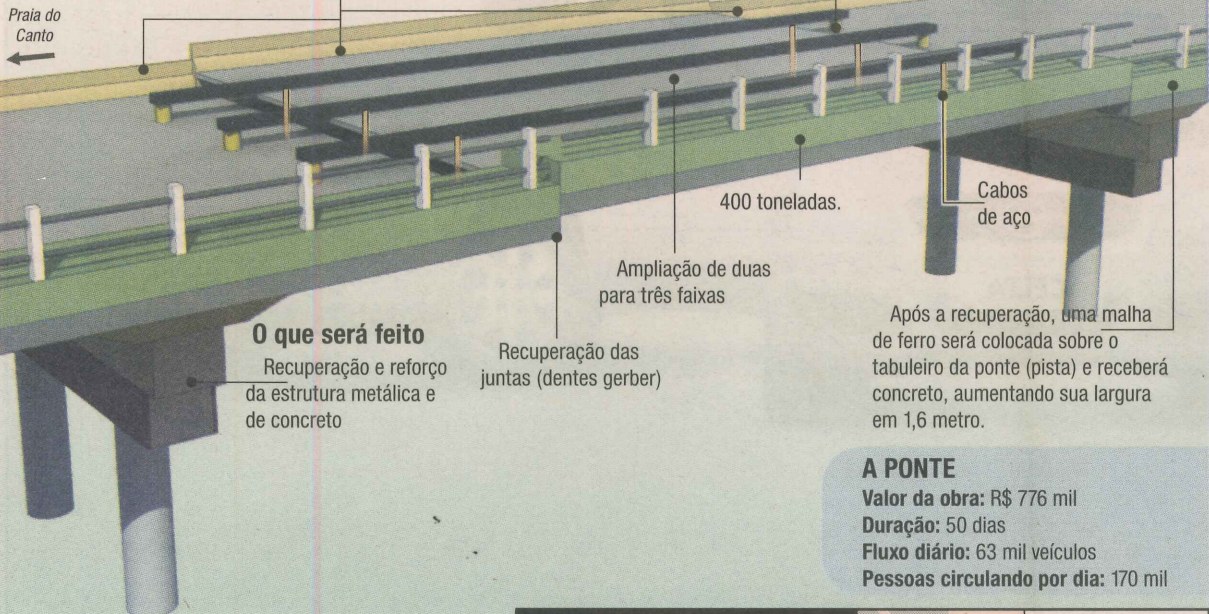 Praia do
Canto
400 toneladas.
Cabos
de aço
Ampliação de duas
para três faixas
O que será feito
Recuperação e reforço
da estrutura metálica e
de concreto
Recuperação das
juntas (dentes gerber)
Após a recuperação, uma malha
de ferro será colocada sobre o
tabuleiro da ponte (pista) e receberá
concreto, aumentando sua largura
em 1,6 metro.
A PONTE
Valor da obra: R$ 776 mil
Duração: 50 dias
Fluxo diário: 63 mil veículos
Pessoas circulando por dia: 170 mil